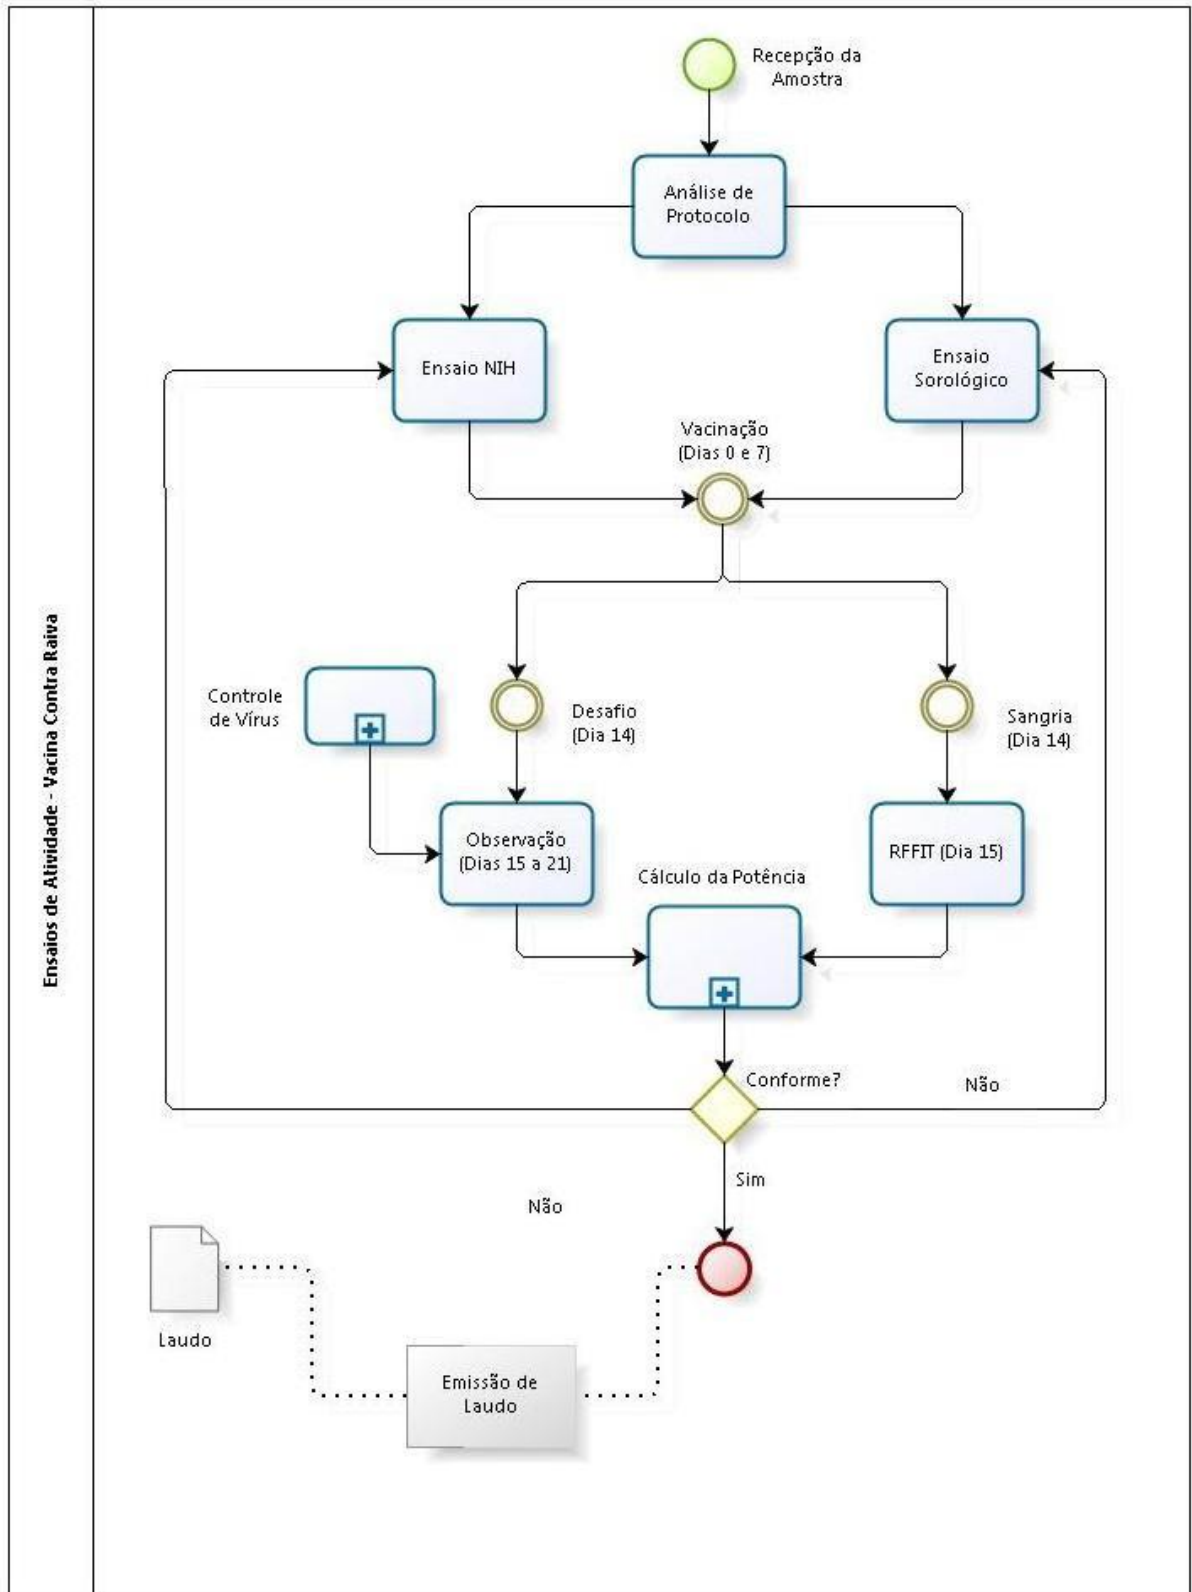 Ensaios de Atividade - Vacina Contra Raiva
Recepção da
Amostra
Análise de
Protocolo
Ensaio NIH
Ensaio
Sorológico
Vacinação
(Dias 0 e 7)
Controle
de Vírus
Desafio
(Dia 14)
Sangria
(Dia 14)
Observação
(Dias 15 a 21)
RFFIT (Dia 15)
Cálculo da Potência
Conforme?
Não
Sim
Não
Laudo
Emissão de
Laudo